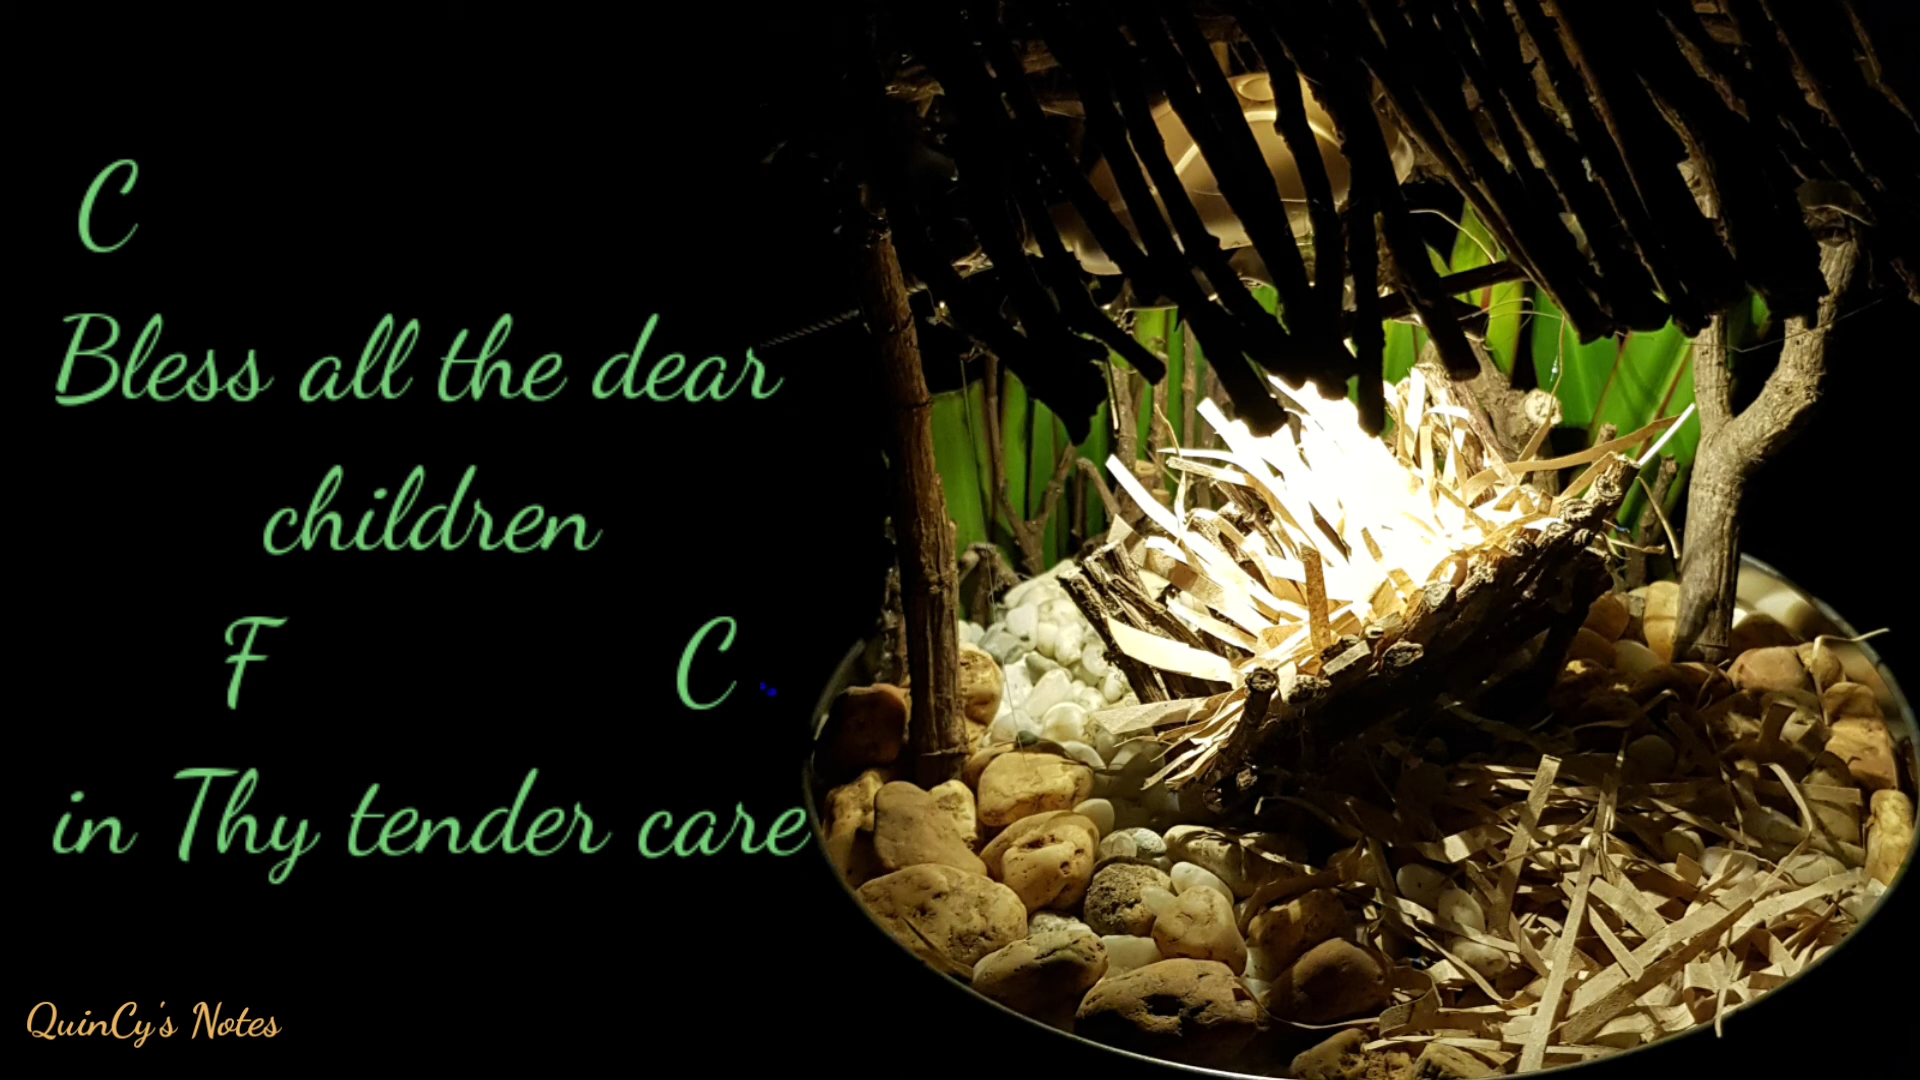 C
Bless all the dear
children
F C
in Thy tender care
QuinCy's Notes